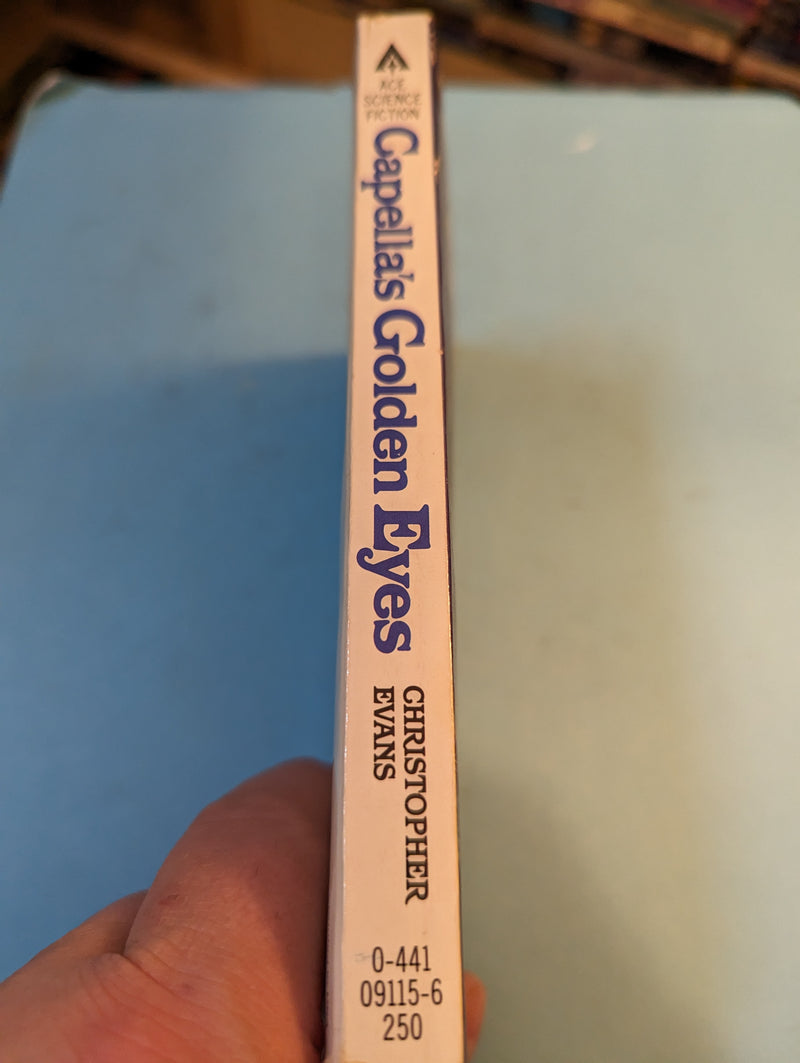 ACE
SCIENCE
FICTION
Capella's Golden Eyes
CHRISTOPHER
EVANS
0-441
09115-6
250